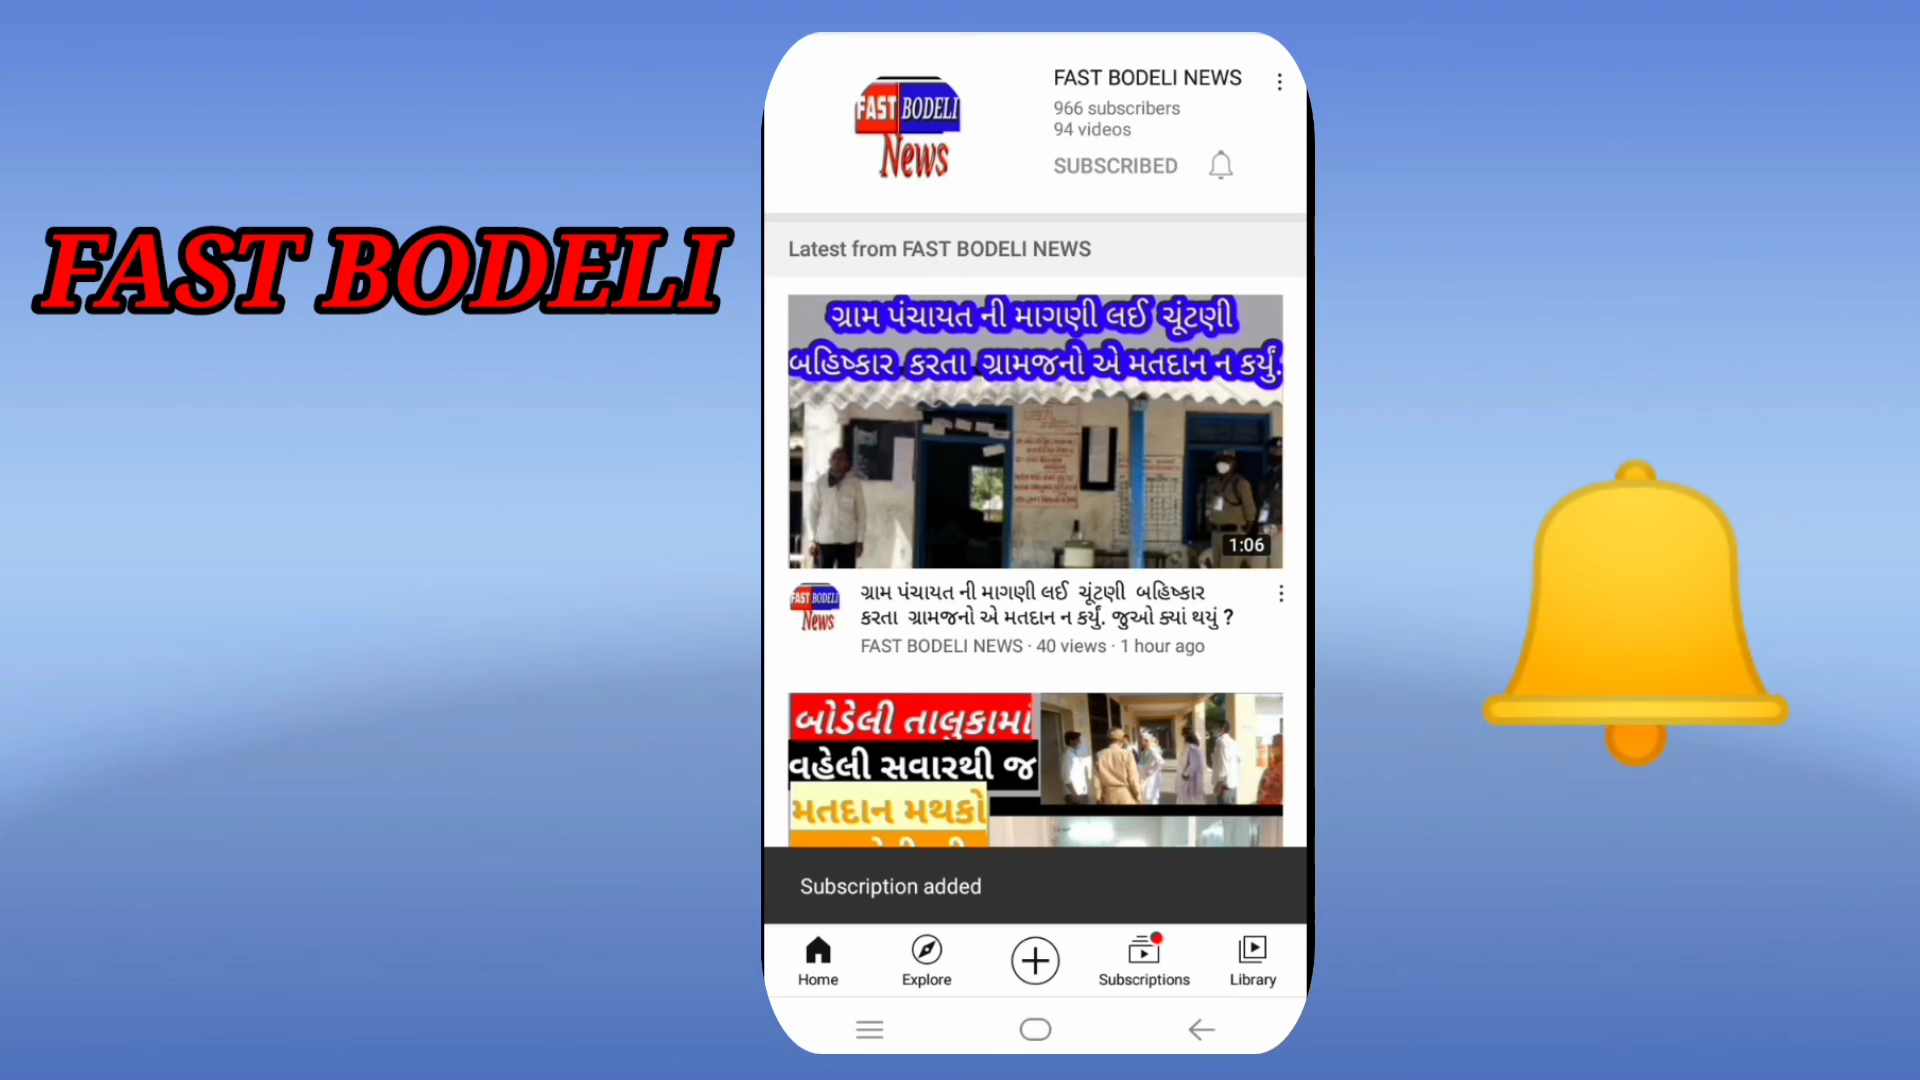 FAST BODELI
FAST BODELI
News
FAST BODELI NEWS
966 subscribers
94 videos
SUBSCRIBED
Latest from FAST BODELI NEWS
ગ્રામ પંચાયત ની માગણી લઈ ચૂંટણી
બહિષ્કાર કરતા ગ્રામજનો એ મતદાન ન કર્યું.
1:06
FAST BODELI
News
ગ્રામ પંચાયત ની માગણી લઈ ચૂંટણી બહિષ્કાર
કરતા ગ્રામજનો એ મતદાન ન કર્યું. જુઓ ક્યાં થયું ?
FAST BODELI NEWS · 40 views · 1 hour ago
બોડેલી તાલુકામાં
વહેલી સવારથી જ
મતદાન મથકો
Subscription added
Home
Explore
Subscriptions
Library